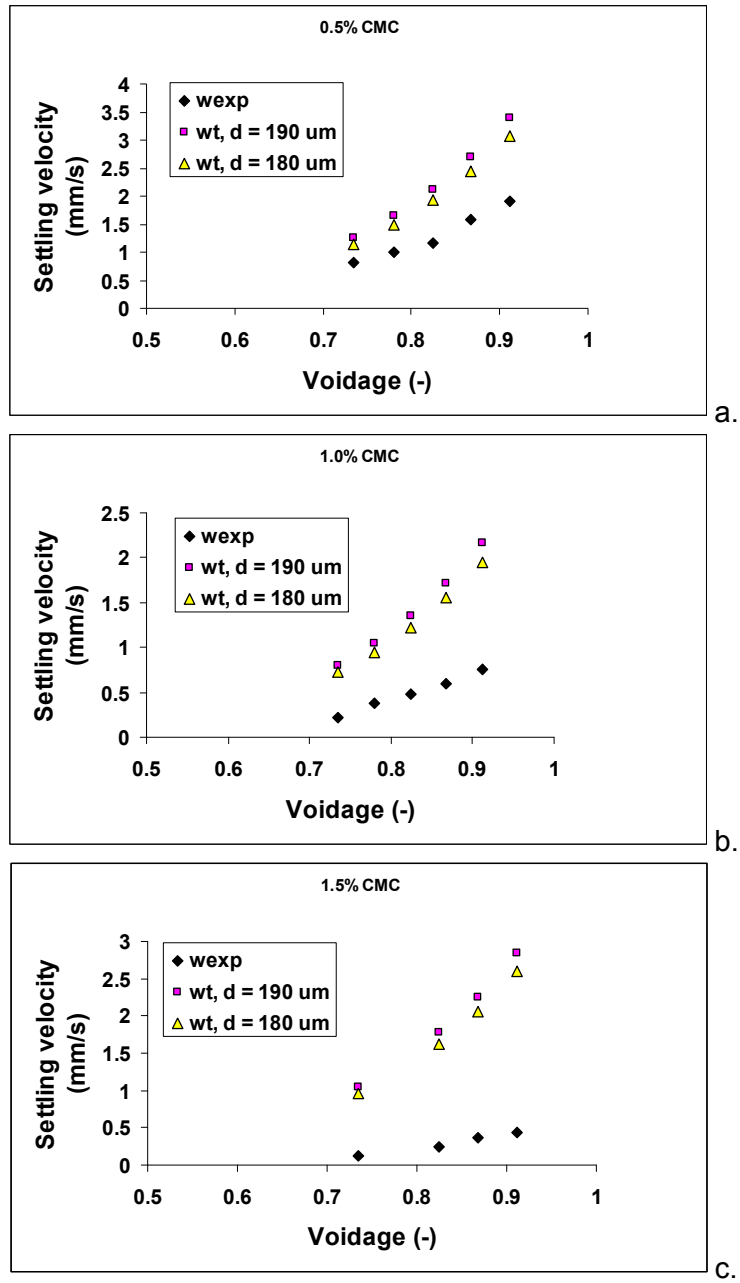 0.5% CMC
4
3.5
3
2.5
2
1.5
1
0.5
0
Settling velocity
(mm/s)
wexp
wt, d = 190 um
wt, d = 180 um
0.5 0.6 0.7 0.8 0.9 1
Voidage (-)
a.
1.0% CMC
2.5
2
1.5
1
0.5
0
Settling velocity
(mm/s)
wexp
wt, d = 190 um
wt, d = 180 um
0.5 0.6 0.7 0.8 0.9 1
Voidage (-)
b.
1.5% CMC
3
2.5
2
1.5
1
0.5
0
Settling velocity
(mm/s)
wexp
wt, d = 190 um
wt, d = 180 um
0.5 0.6 0.7 0.8 0.9 1
Voidage (-)
c.